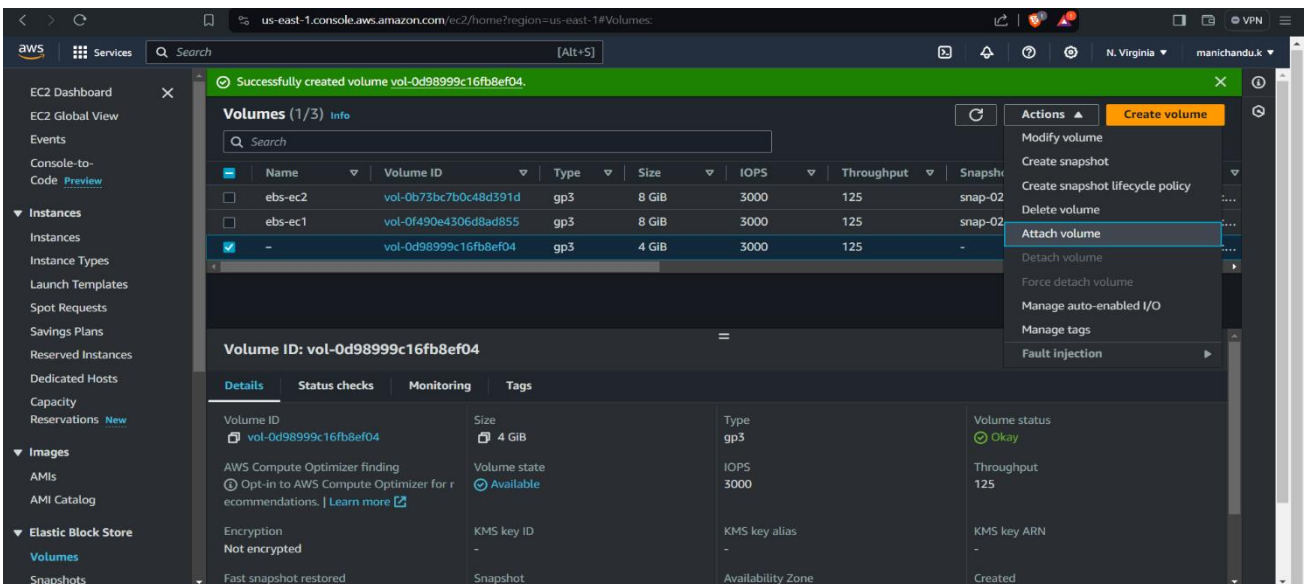 us-east-1.console.aws.amazon.com/ec2/home?region=us-east-1#Volumes:
VPN
aws
Services
Search
[Alt+S]
N. Virginia
manichandu.k
EC2 Dashboard
EC2 Global View
Events
Console-to-
Code Preview
Instances
Instances
Instance Types
Launch Templates
Spot Requests
Savings Plans
Reserved Instances
Dedicated Hosts
Capacity
Reservations New
Images
AMIs
AMI Catalog
Elastic Block Store
Volumes
Snapshots
Successfully created volume vol-0d98999c16fb8ef04.
Volumes (1/3) Info
Actions
Create volume
Search
Name Volume ID Type Size IOPS Throughput
ebs-ec2 vol-0b73bc7b0c48d391d gp3 8 GiB 3000 125 snap-02
ebs-ec1 vol-0f490e4306d8ad855 gp3 8 GiB 3000 125 snap-02
– vol-0d98999c16fb8ef04 gp3 4 GiB 3000 125 -
Modify volume
Create snapshot
Create snapshot lifecycle policy
Delete volume
Attach volume
Detach volume
Force detach volume
Manage auto-enabled I/O
Manage tags
Fault injection
Volume ID: vol-0d98999c16fb8ef04
Details Status checks Monitoring Tags
Volume ID
vol-0d98999c16fb8ef04
Size
4 GiB
Type
gp3
Volume status
Okay
AWS Compute Optimizer finding
Opt-in to AWS Compute Optimizer for r
ecommendations. | Learn more
Volume state
Available
IOPS
3000
Throughput
125
Encryption
Not encrypted
KMS key ID
-
KMS key alias
-
KMS key ARN
-
Fast snapshot restored
Snapshot
Availability Zone
Created